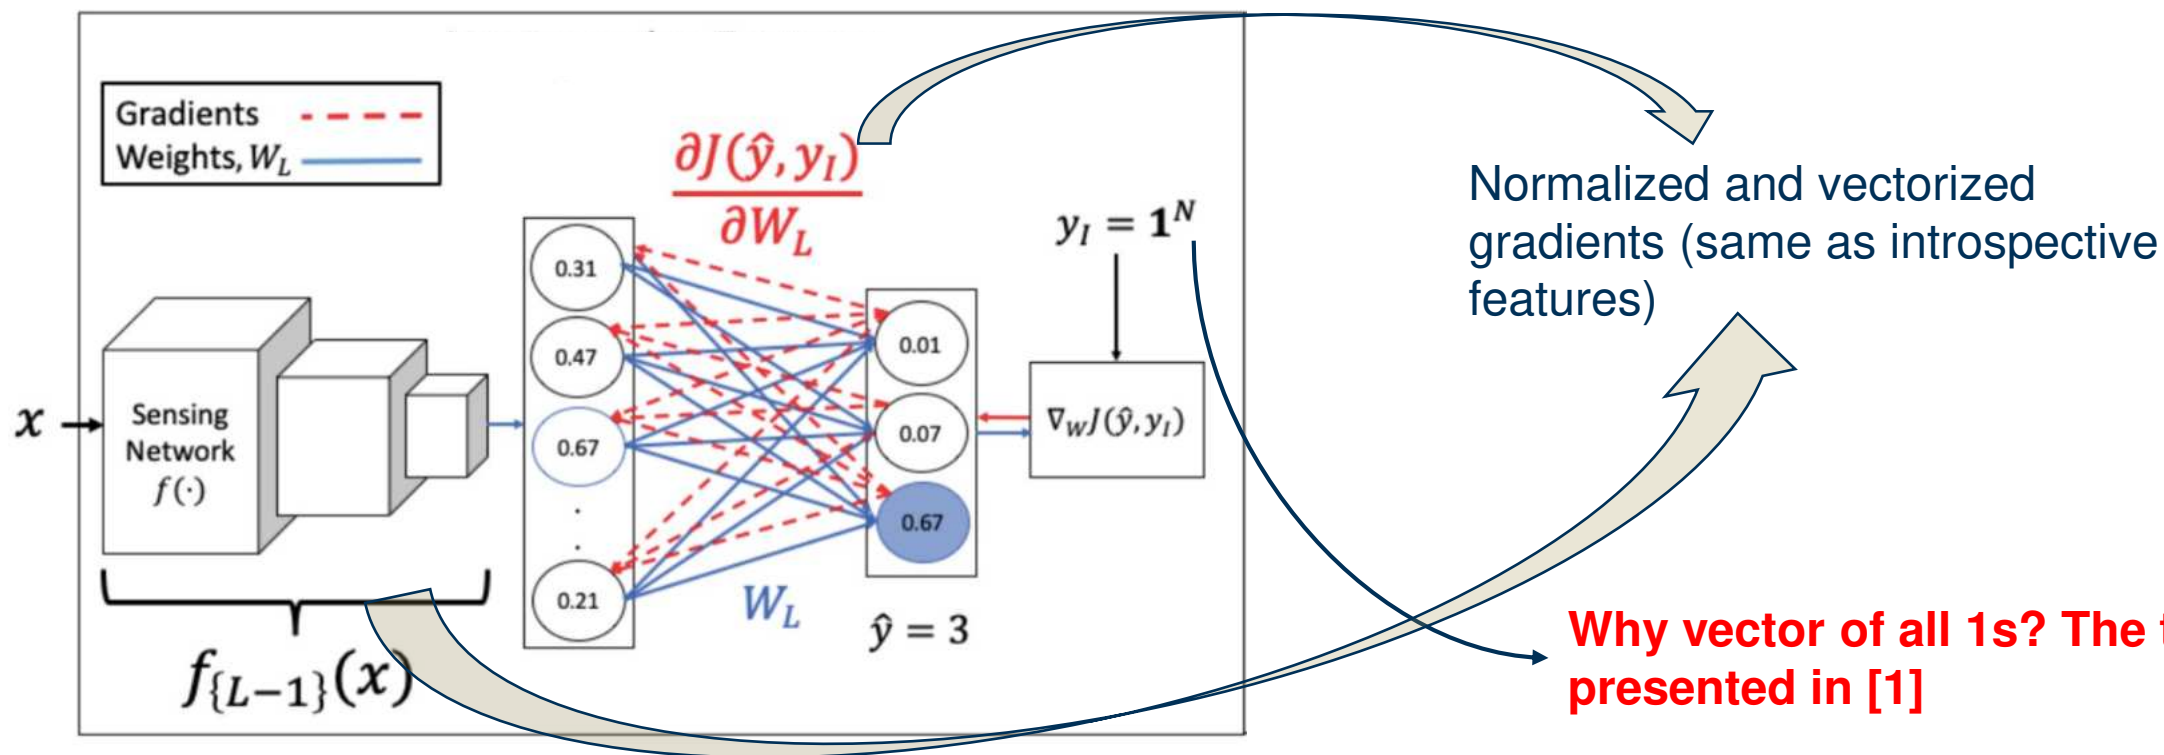 Gradients
Weights, W_L
∂J(ŷ, y_I)
∂W_L
y_I = 1^N
Normalized and vectorized
gradients (same as introspective
features)
0.31
0.47
0.67
.
.
0.21
0.01
0.07
0.67
x
Sensing
Network
f(·)
∇_W J(ŷ, y_I)
W_L
ŷ = 3
f_{L−1}(x)
Why vector of all 1s? The
presented in [1]